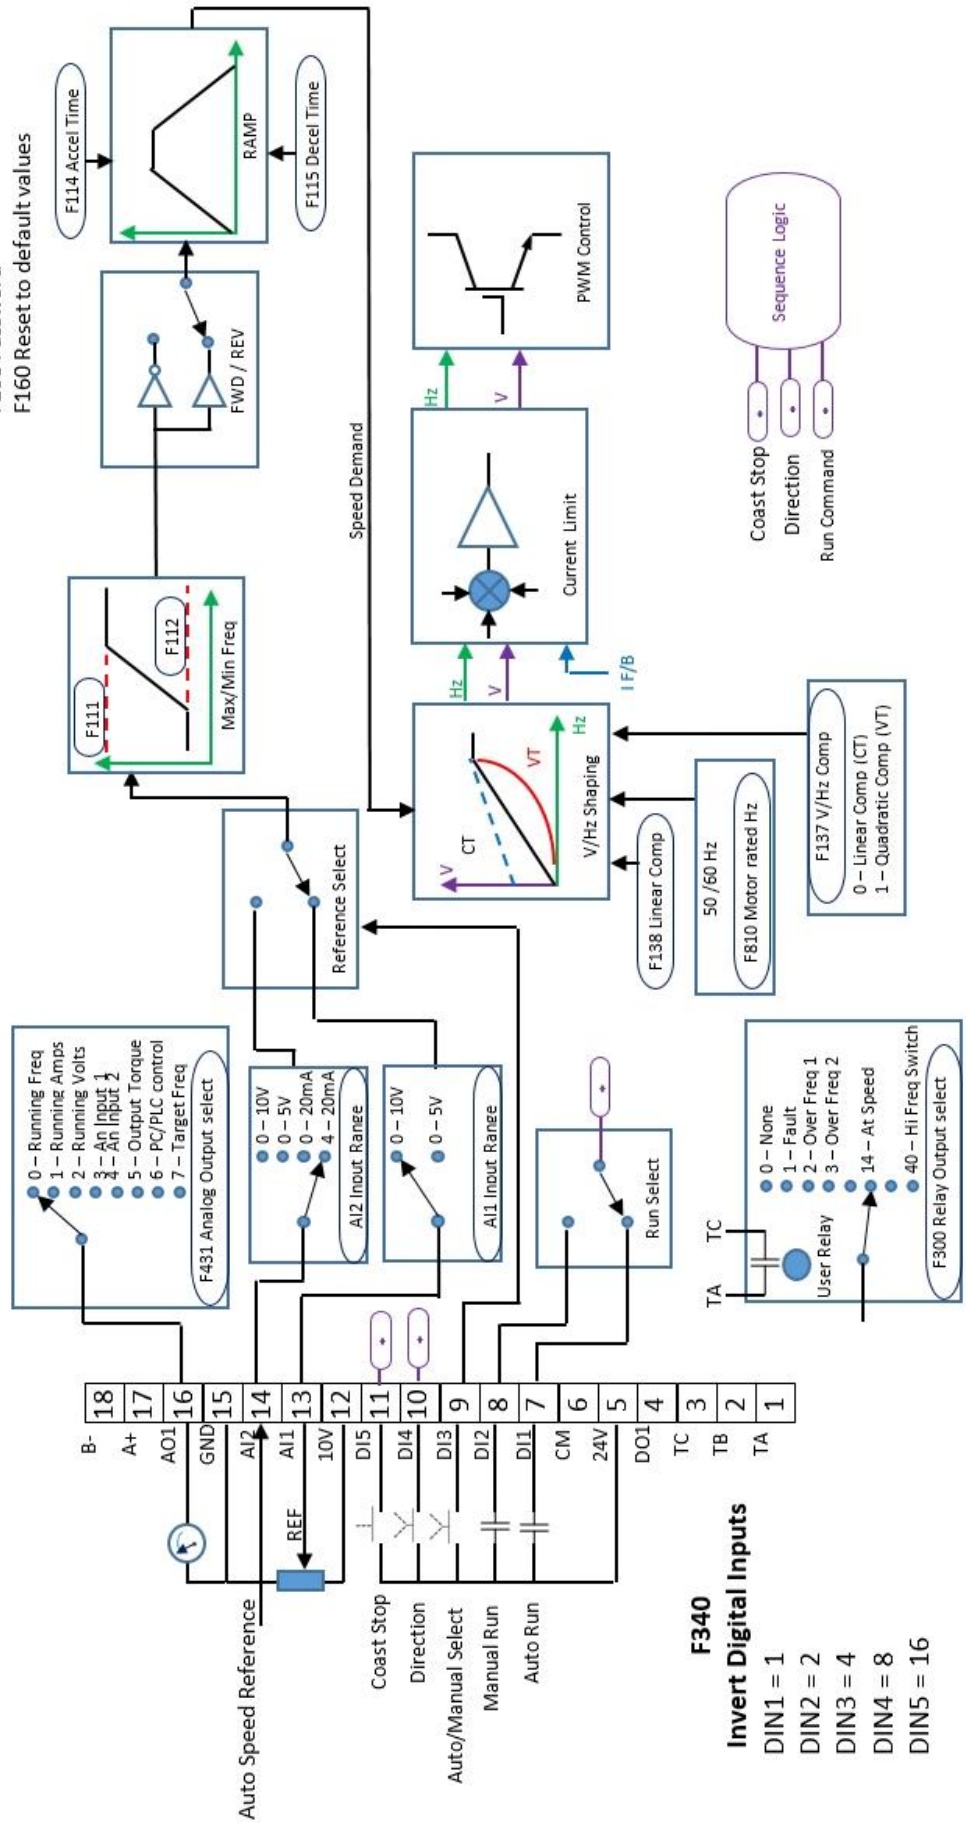 F160 Reset to default values
F114 Accel Time
RAMP
F115 Decel Time
FWD / REV
F111
F112
Max/Min Freq
Speed Demand
Reference Select
0 – Running Freq
1 – Running Amps
2 – Running Volts
3 – An Input 1
4 – An Input 2
5 – Output Torque
6 – PC/PLC control
7 – Target Freq
F431 Analog Output select
0 – 10V
0 – 5V
0 – 20mA
4 – 20mA
AI2 Input Range
0 – 10V
0 – 5V
AI1 Input Range
*
*
*
Run Select
V
CT
VT
Hz
V/Hz Shaping
Hz
V
I F/B
Current Limit
Hz
V
PWM Control
F138 Linear Comp
50 /60 Hz
F810 Motor rated Hz
F137 V/Hz Comp
0 – Linear Comp (CT)
1 – Quadratic Comp (VT)
Coast Stop
Direction
Run Command
*
*
*
Sequence Logic
TA
TC
User Relay
0 – None
1 – Fault
2 – Over Freq 1
3 – Over Freq 2
14 – At Speed
40 – Hi Freq Switch
F300 Relay Output select
B-
18
A+
17
AO1
16
GND
15
AI2
14
AI1
13
10V
12
DI5
11
DI4
10
DI3
9
DI2
8
DI1
7
CM
6
24V
5
DO1
4
TC
3
TB
2
TA
1
REF
Auto Speed Reference
Coast Stop
Direction
Auto/Manual Select
Manual Run
Auto Run
F340
Invert Digital Inputs
DIN1 = 1
DIN2 = 2
DIN3 = 4
DIN4 = 8
DIN5 = 16